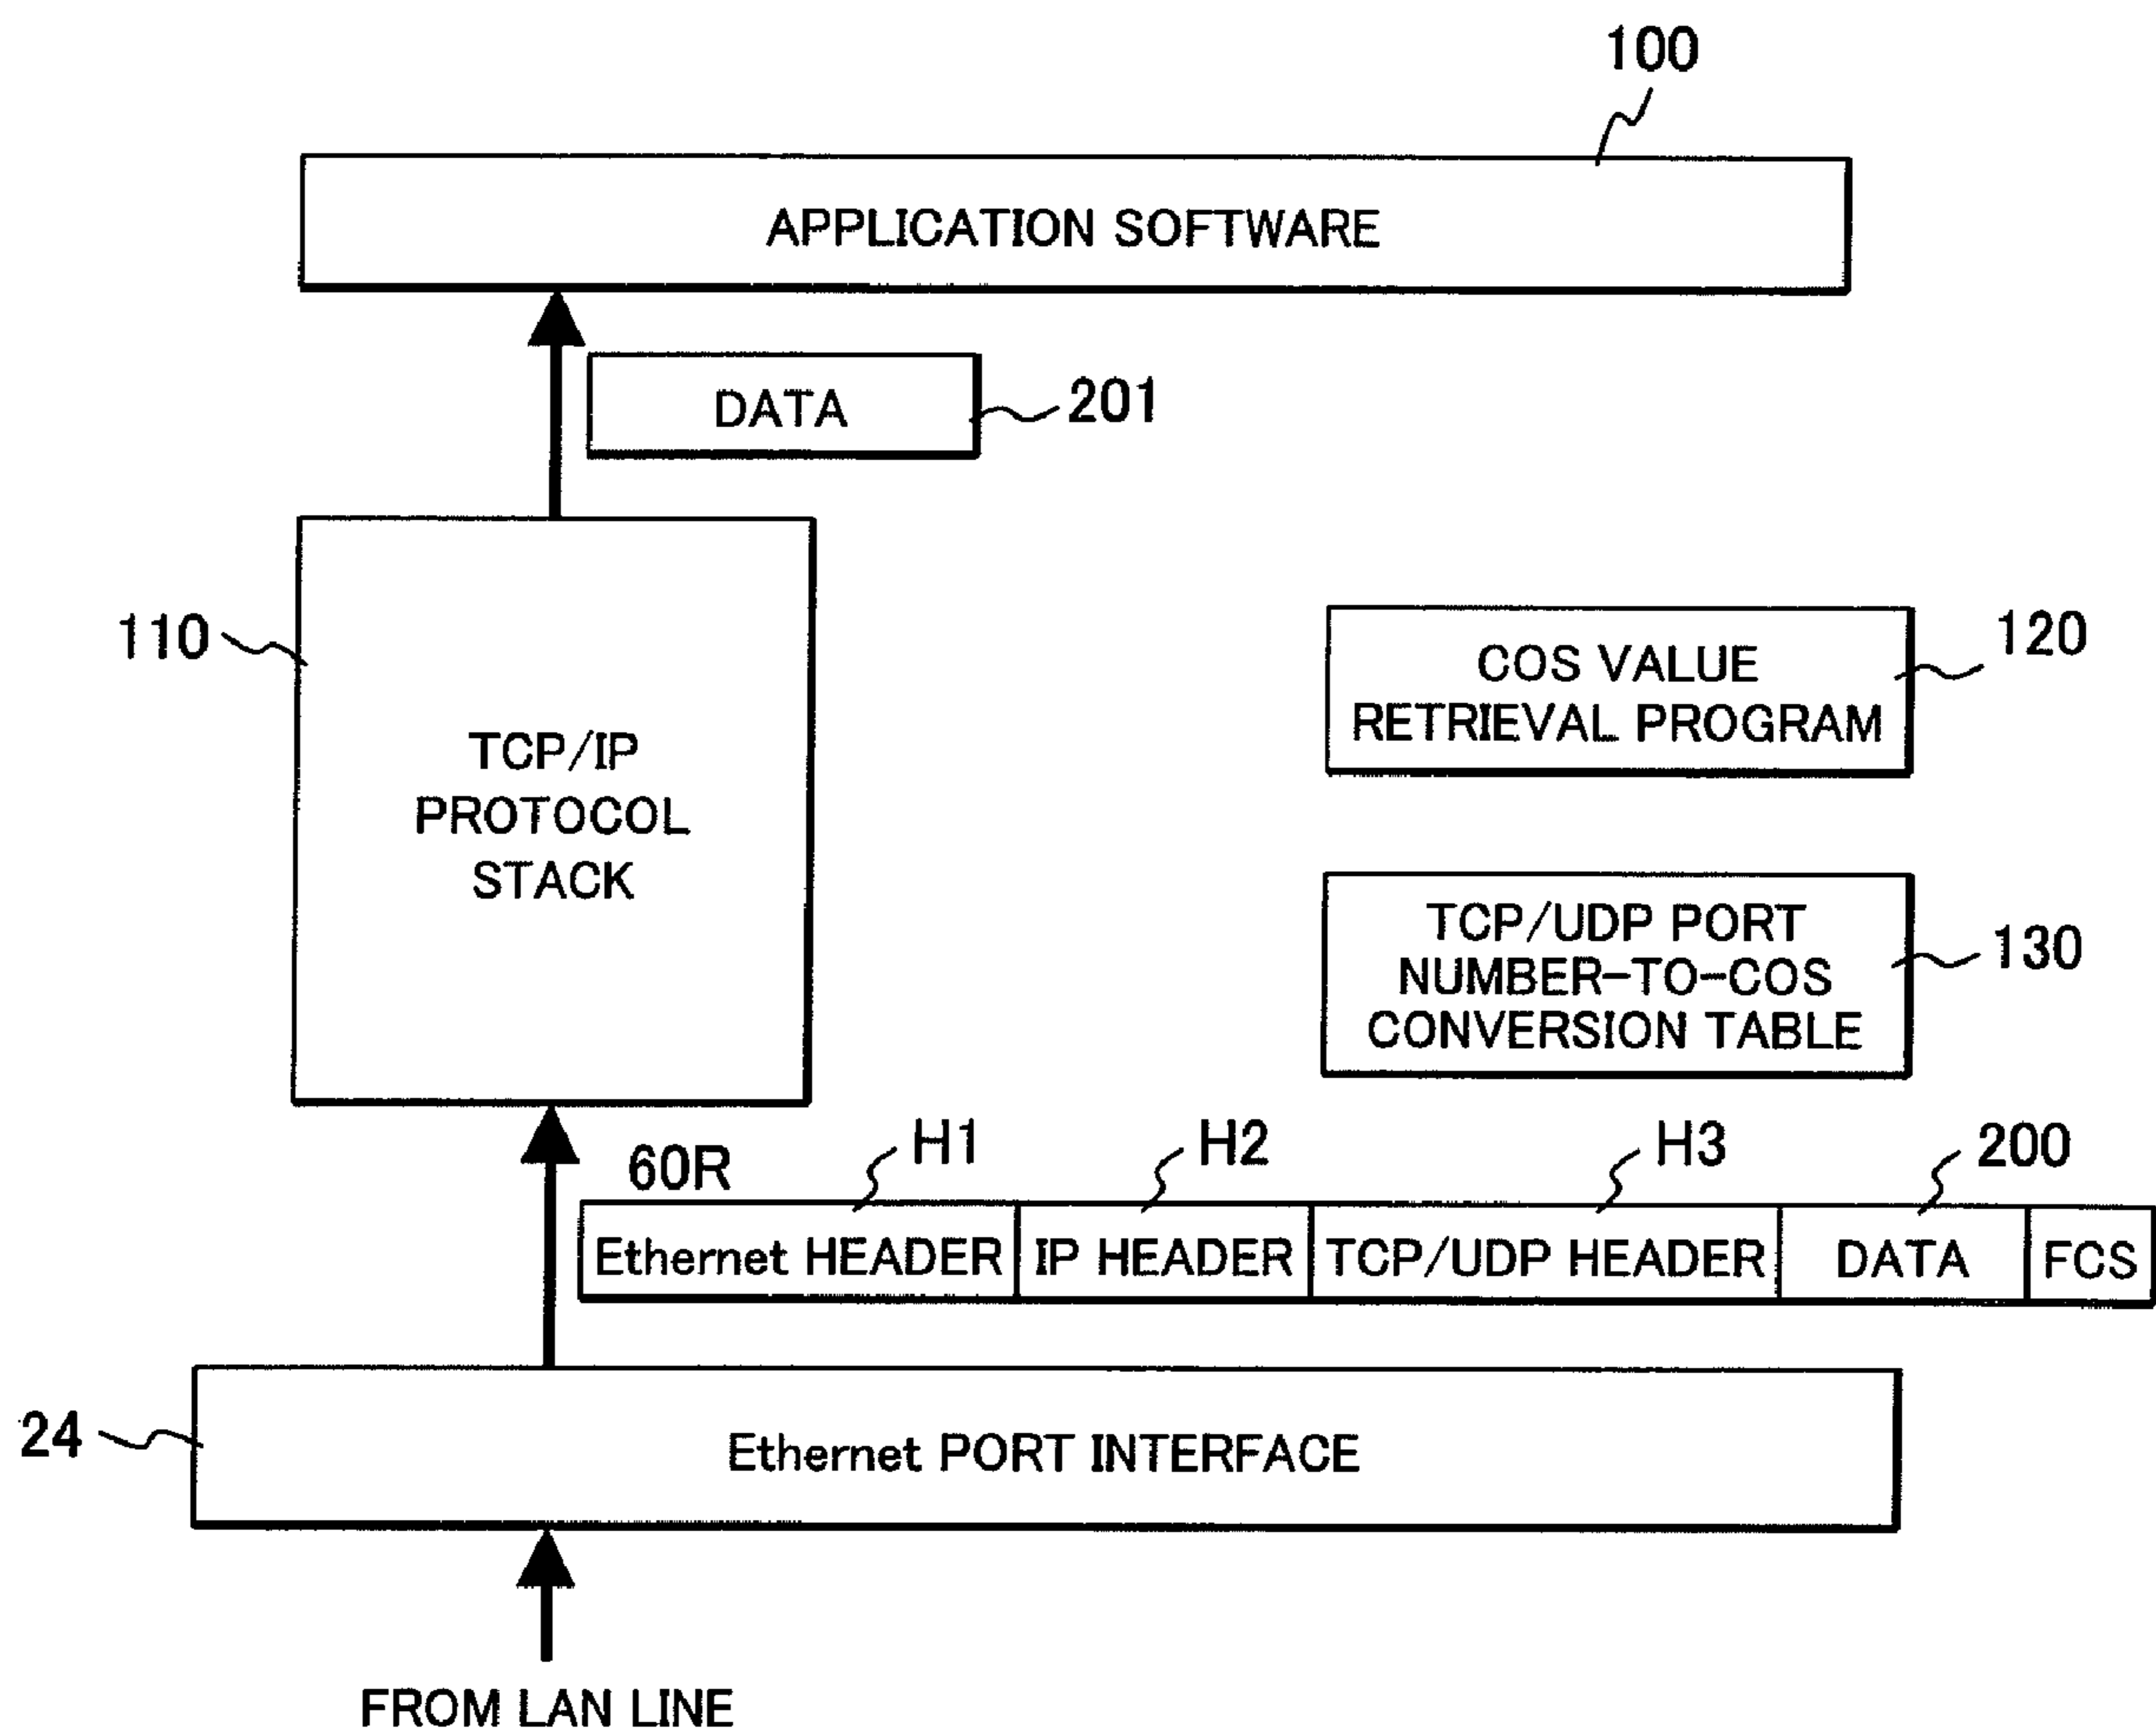 100
APPLICATION SOFTWARE
DATA
201
110
TCP/IP
PROTOCOL
STACK
COS VALUE
RETRIEVAL PROGRAM
120
TCP/UDP PORT
NUMBER-TO-COS
CONVERSION TABLE
130
60R
H1
H2
H3
200
Ethernet HEADER
IP HEADER
TCP/UDP HEADER
DATA
FCS
24
Ethernet PORT INTERFACE
FROM LAN LINE